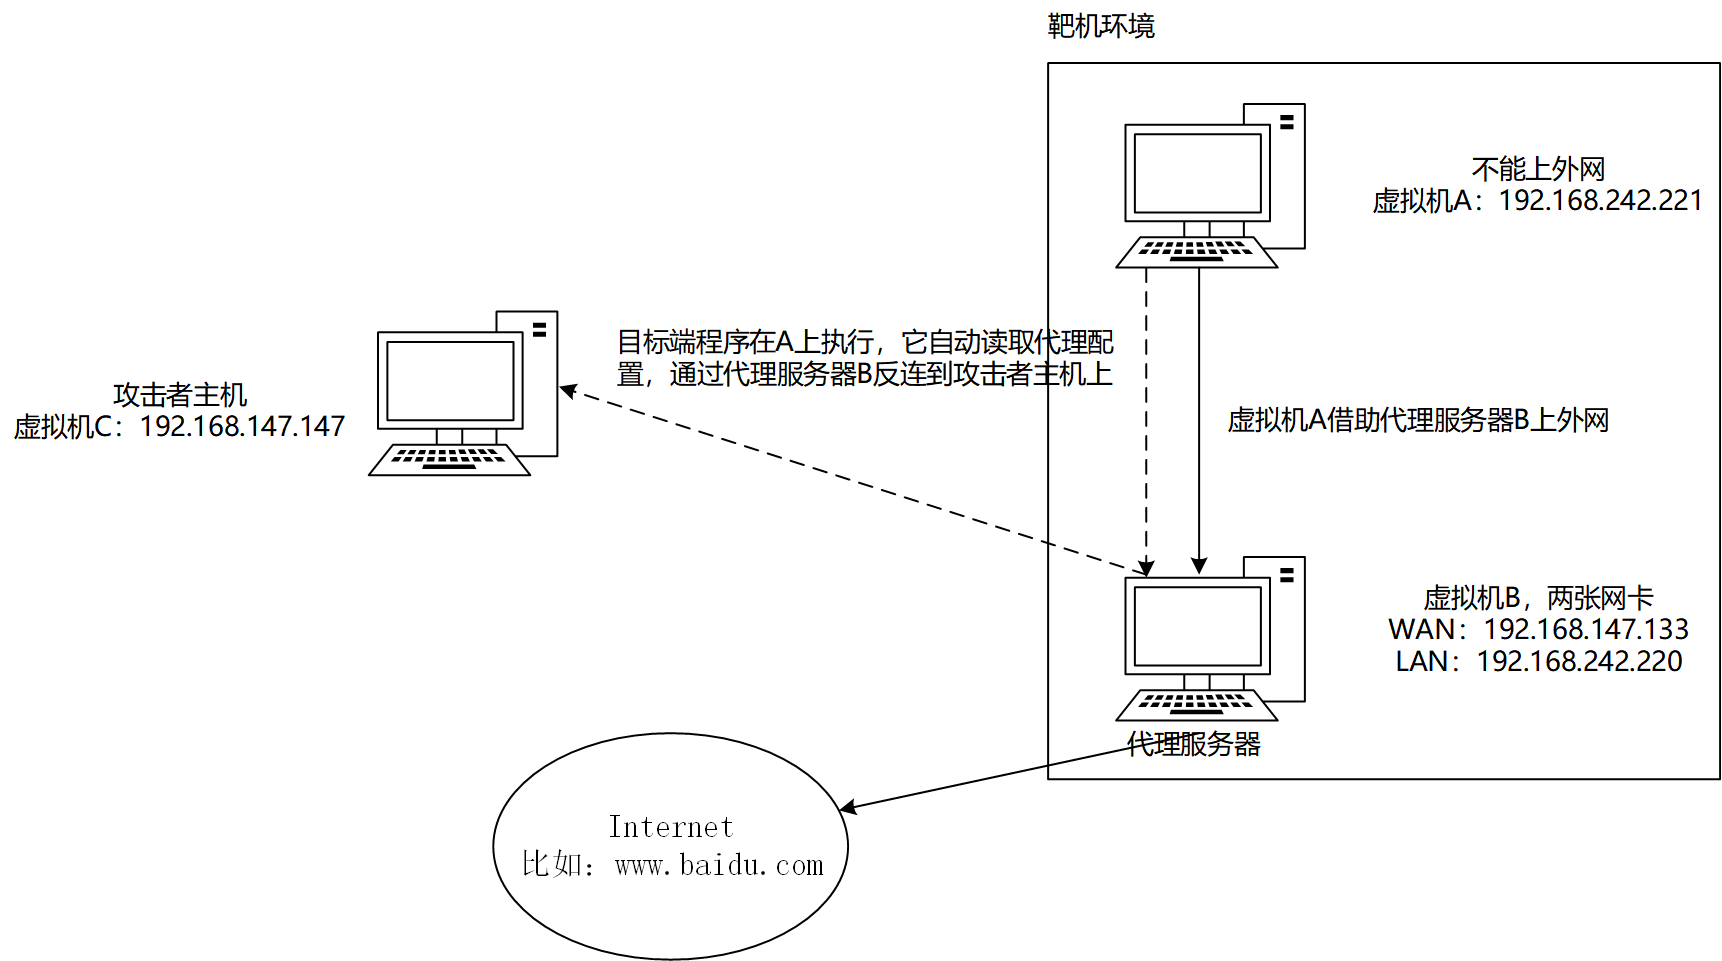 靶机环境
不能上外网
虚拟机A：192.168.242.221
目标端程序在A上执行，它自动读取代理配
置，通过代理服务器B反连到攻击者主机上
攻击者主机
虚拟机C：192.168.147.147
虚拟机A借助代理服务器B上外网
虚拟机B，两张网卡
WAN：192.168.147.133
LAN：192.168.242.220
代理服务器
Internet
比如：www.baidu.com